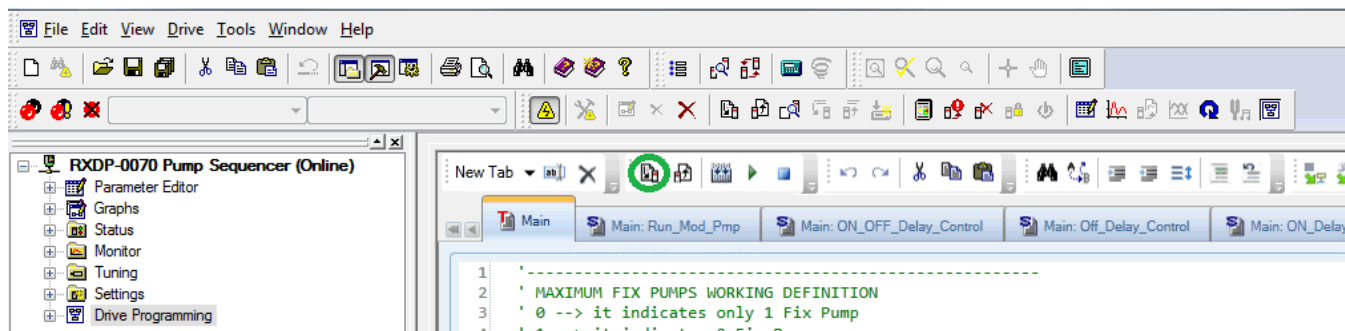 File Edit View Drive Tools Window Help
RXDP-0070 Pump Sequencer (Online)
Parameter Editor
Graphs
Status
Monitor
Tuning
Settings
Drive Programming
New Tab
Main
Main: Run_Mod_Pmp
Main: ON_OFF_Delay_Control
Main: Off_Delay_Control
Main: ON_Delay
1 '------------------------------------------------------
2 ' MAXIMUM FIX PUMPS WORKING DEFINITION
3 ' 0 --> it indicates only 1 Fix Pump